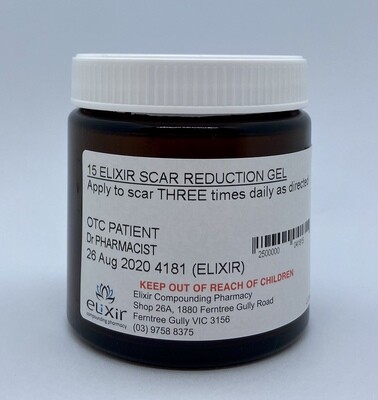 15 ELIXIR SCAR REDUCTION GEL
Apply to scar THREE times daily as directed
OTC PATIENT
Dr PHARMACIST
26 Aug 2020 4181 (ELIXIR)
2500000
KEEP OUT OF REACH OF CHILDREN
Elixir Compounding Pharmacy
Shop 26A, 1880 Ferntree Gully Road
Ferntree Gully VIC 3156
(03) 9758 8375
elixir
compounding pharmacy